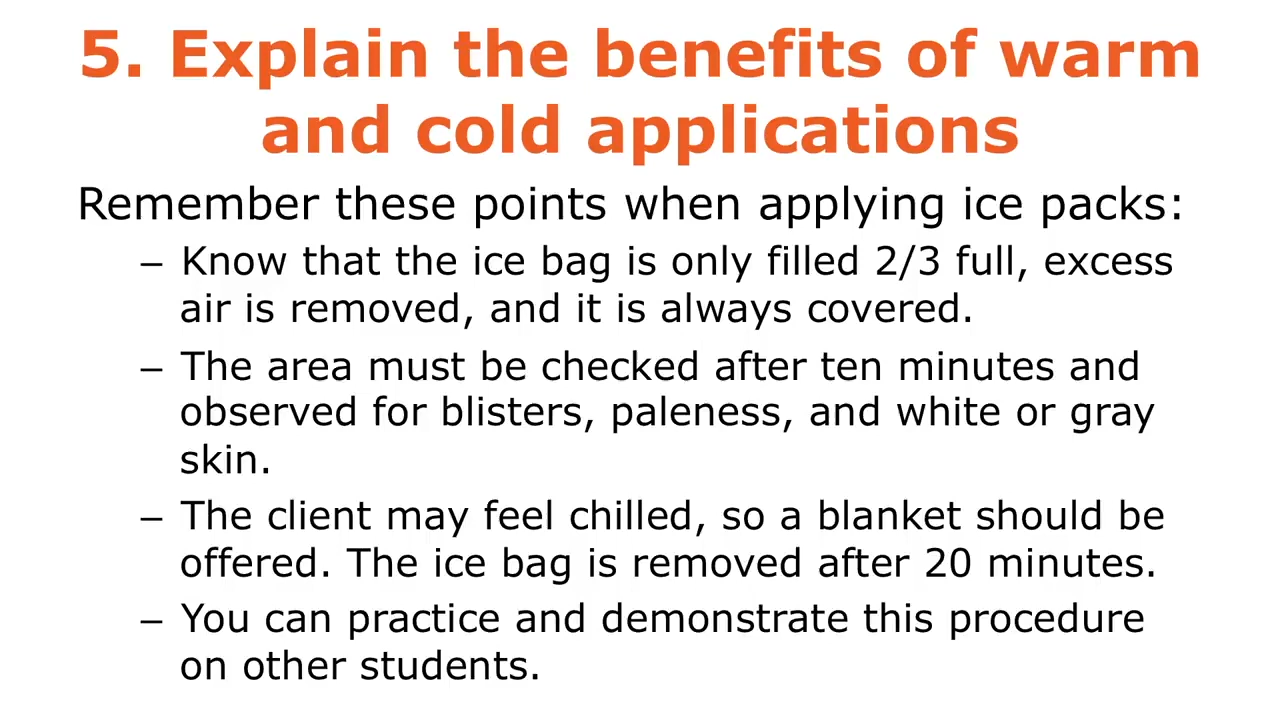 5. Explain the benefits of warm
and cold applications
Remember these points when applying ice packs:
– Know that the ice bag is only filled 2/3 full, excess
air is removed, and it is always covered.
– The area must be checked after ten minutes and
observed for blisters, paleness, and white or gray
skin.
– The client may feel chilled, so a blanket should be
offered. The ice bag is removed after 20 minutes.
– You can practice and demonstrate this procedure
on other students.